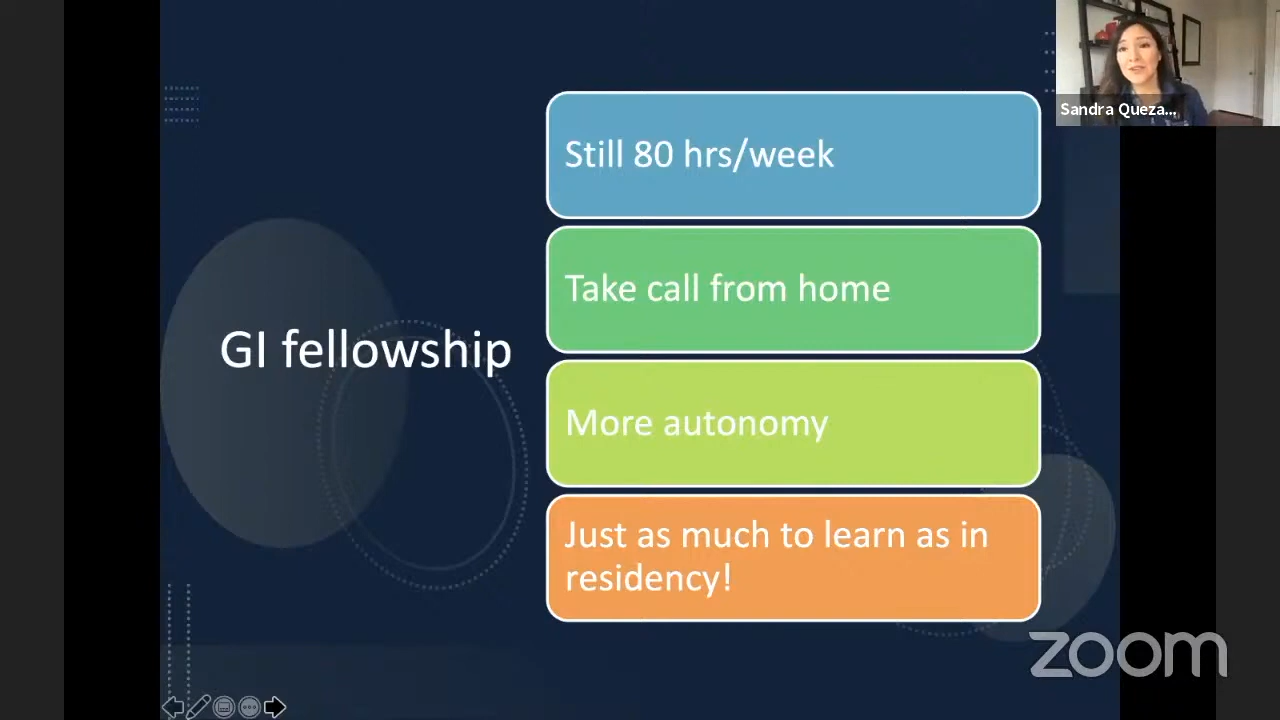 Sandra Queza...
Still 80 hrs/week
Take call from home
GI fellowship
More autonomy
Just as much to learn as in
residency!
zoom